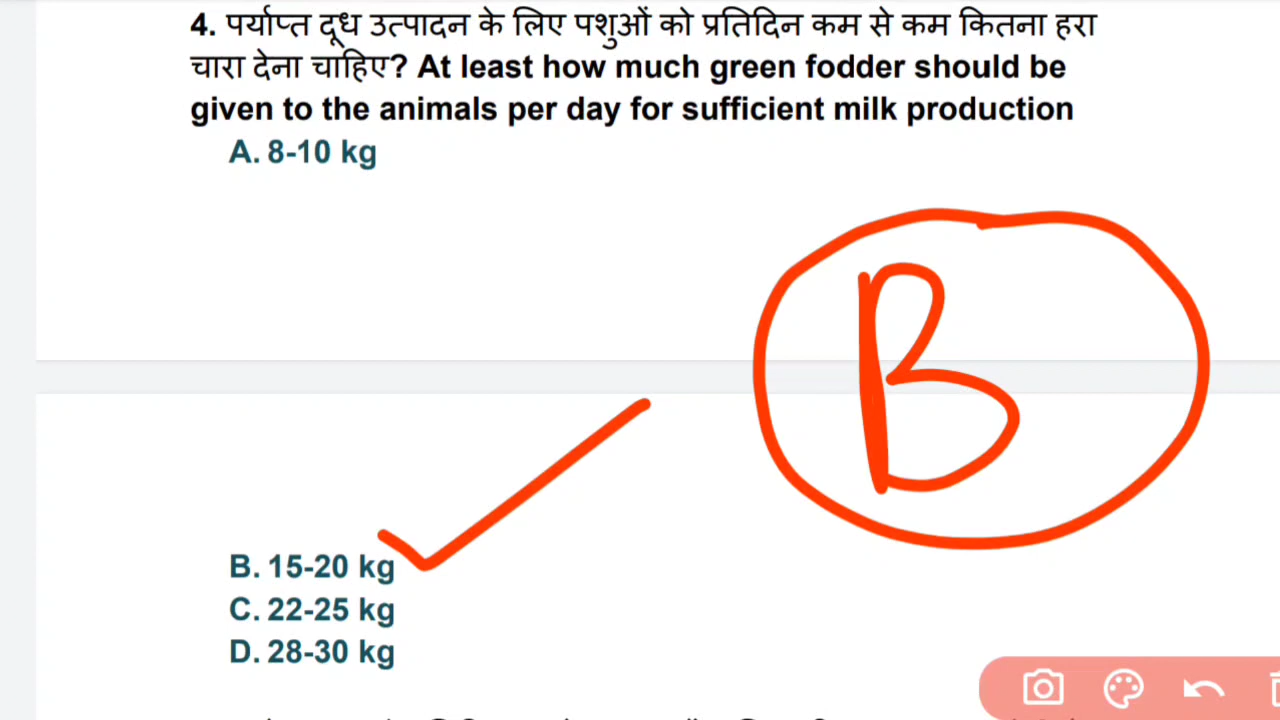 4. पर्याप्त दूध उत्पादन के लिए पशुओं को प्रतिदिन कम से कम कितना हरा
चारा देना चाहिए? At least how much green fodder should be
given to the animals per day for sufficient milk production
A. 8-10 kg
B
B. 15-20 kg
C. 22-25 kg
D. 28-30 kg